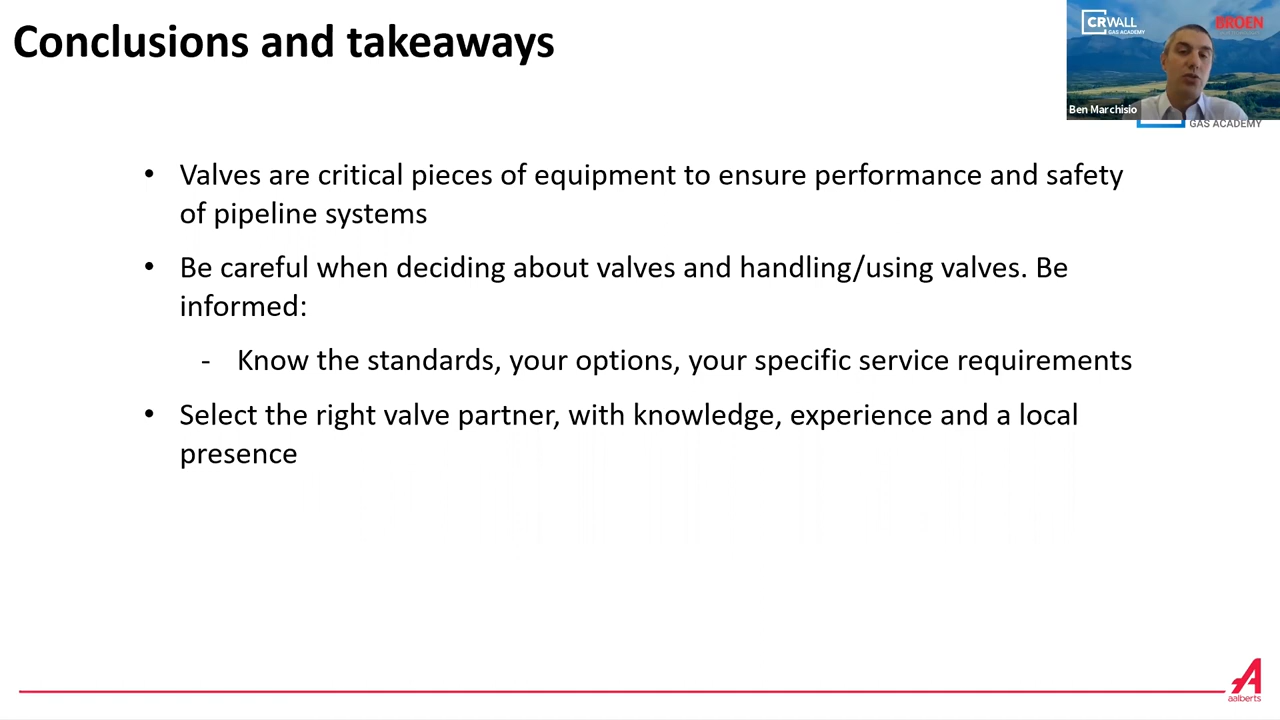 Conclusions and takeaways
CRWALL
GAS ACADEMY
BROEN
Ben Marchisio
GAS ACADEMY
• Valves are critical pieces of equipment to ensure performance and safety
of pipeline systems
• Be careful when deciding about valves and handling/using valves. Be
informed:
- Know the standards, your options, your specific service requirements
• Select the right valve partner, with knowledge, experience and a local
presence
aalberts